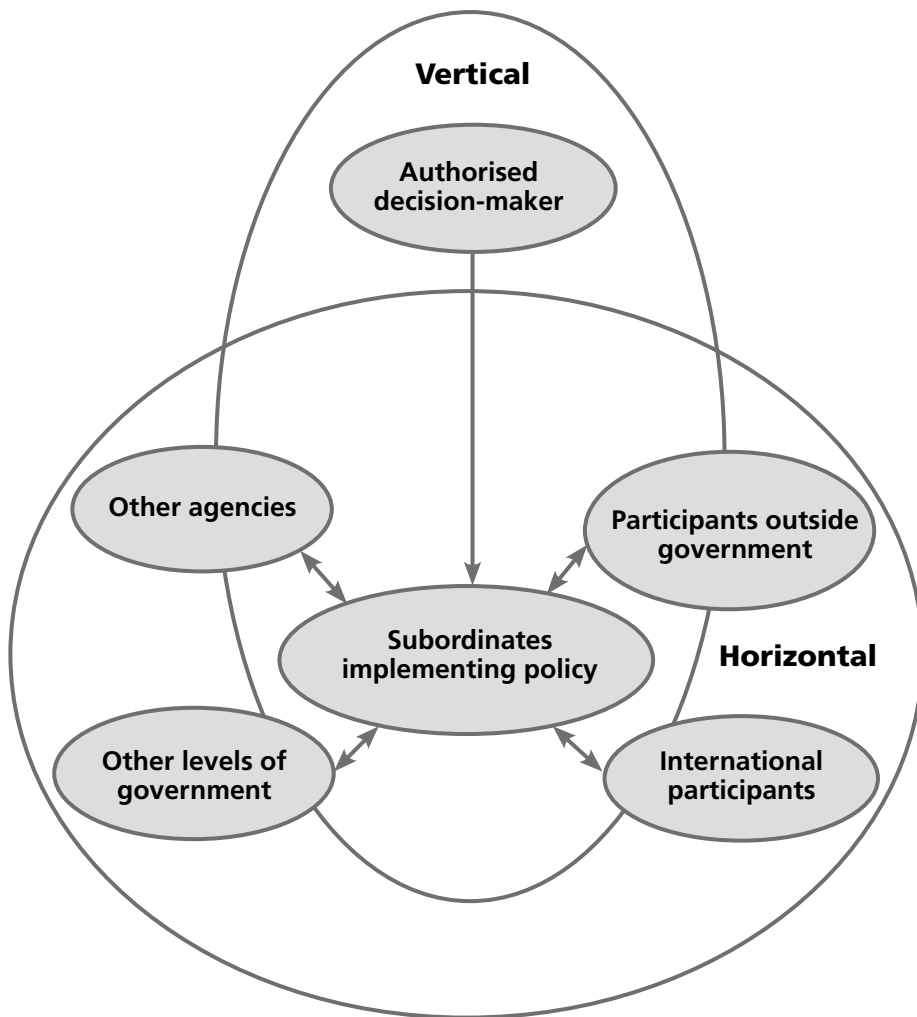 Vertical
Authorised
decision-maker
Other agencies
Participants outside
government
Subordinates
implementing policy
Horizontal
Other levels of
government
International
participants